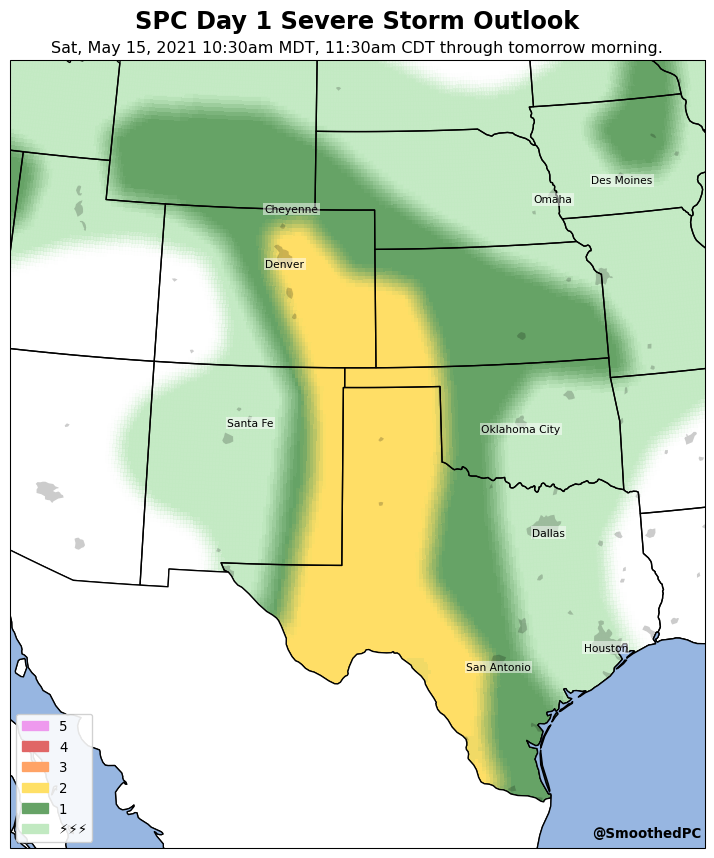 SPC Day 1 Severe Storm Outlook
Sat, May 15, 2021 10:30am MDT, 11:30am CDT through tomorrow morning.
Des Moines
Omaha
Cheyenne
Denver
Santa Fe
Oklahoma City
Dallas
Houston
San Antonio
5
4
3
2
1
⚡⚡⚡
@SmoothedPC